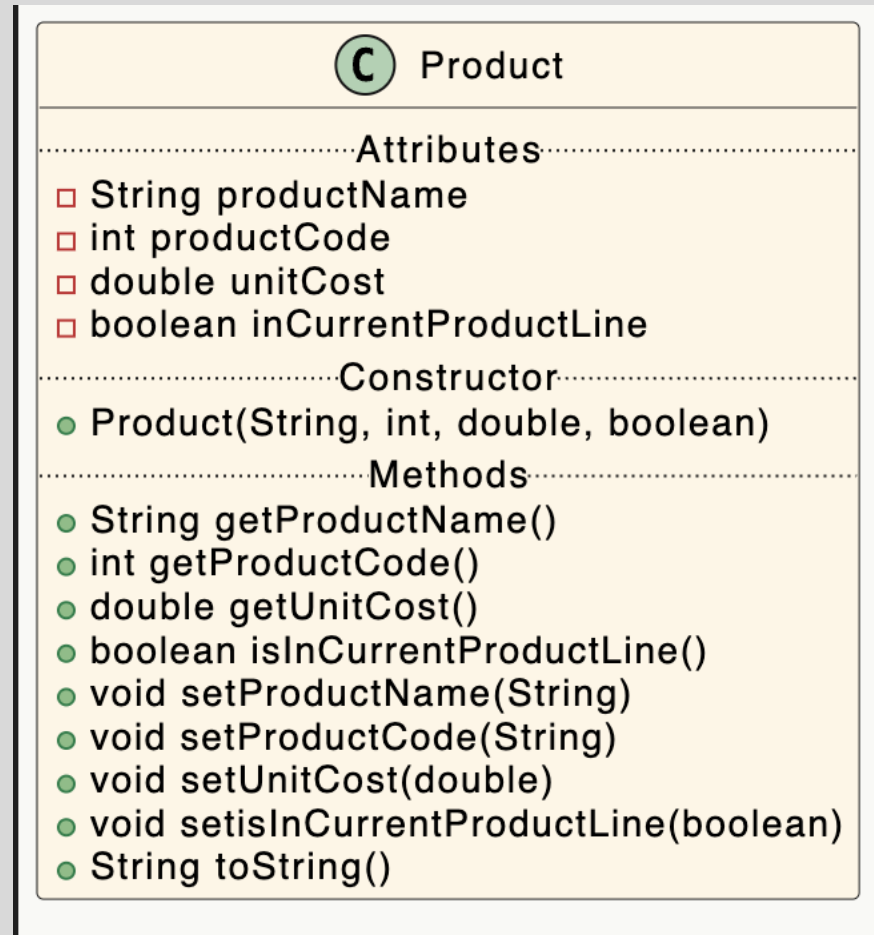 C Product
Attributes
String productName
int productCode
double unitCost
boolean inCurrentProductLine
Constructor
Product(String, int, double, boolean)
Methods
String getProductName()
int getProductCode()
double getUnitCost()
boolean isInCurrentProductLine()
void setProductName(String)
void setProductCode(String)
void setUnitCost(double)
void setisInCurrentProductLine(boolean)
String toString()